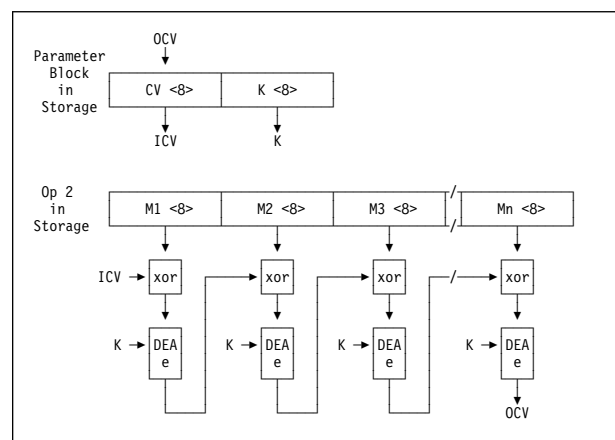 OCV
Parameter
Block
in
Storage
CV <8> K <8>
ICV K
Op 2
in
Storage
M1 <8> M2 <8> M3 <8> / / Mn <8>
ICV xor xor xor / xor
K DEA e K DEA e K DEA e K DEA e
OCV